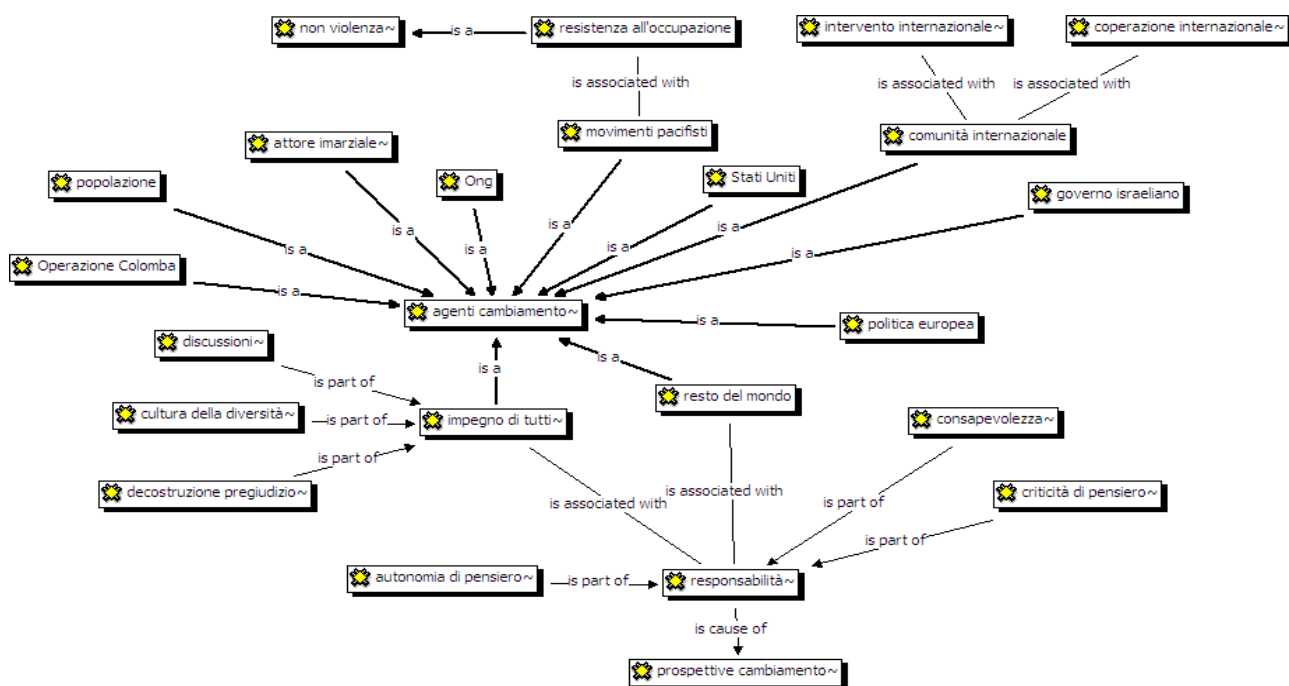 non violenza~
is a
resistenza all'occupazione
intervento internazionale~
coperazione internazionale~
is associated with
is associated with
is associated with
attore imarziale~
movimenti pacifisti
comunità internazionale
popolazione
Ong
Stati Uniti
governo israeliano
is a
is a
is a
is a
is a
is a
is a
Operazione Colomba
is a
agenti cambiamento~
is a
politica europea
discussioni~
is a
is a
is part of
resto del mondo
cultura della diversità~
is part of
impegno di tutti~
consapevolezza~
is part of
decostruzione pregiudizio~
is associated with
is associated with
is part of
criticità di pensiero~
is part of
autonomia di pensiero~
is part of
responsabilità~
is cause of
prospettive cambiamento~